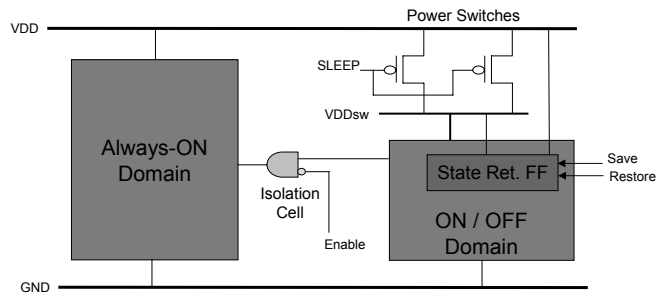 Power Switches
VDD
SLEEP
VDDsw
Always-ON
Domain
Isolation
Cell
Enable
State Ret. FF
Save
Restore
ON / OFF
Domain
GND